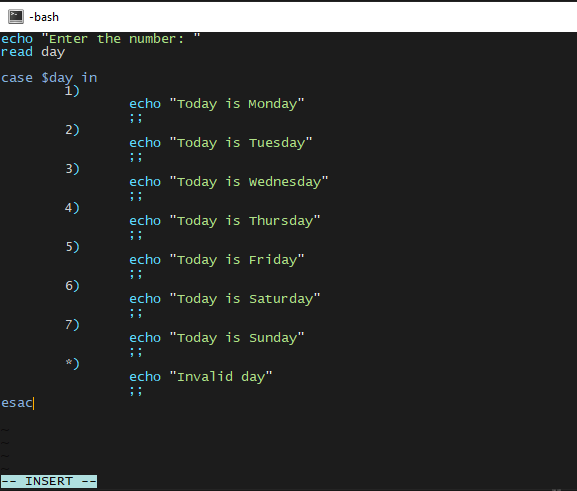 -bash
echo "Enter the number: "
read day
case $day in
1)
echo "Today is Monday"
;;
2)
echo "Today is Tuesday"
;;
3)
echo "Today is Wednesday"
;;
4)
echo "Today is Thursday"
;;
5)
echo "Today is Friday"
;;
6)
echo "Today is Saturday"
;;
7)
echo "Today is Sunday"
;;
*)
echo "Invalid day"
;;
esac
~
~
~
~
-- INSERT --